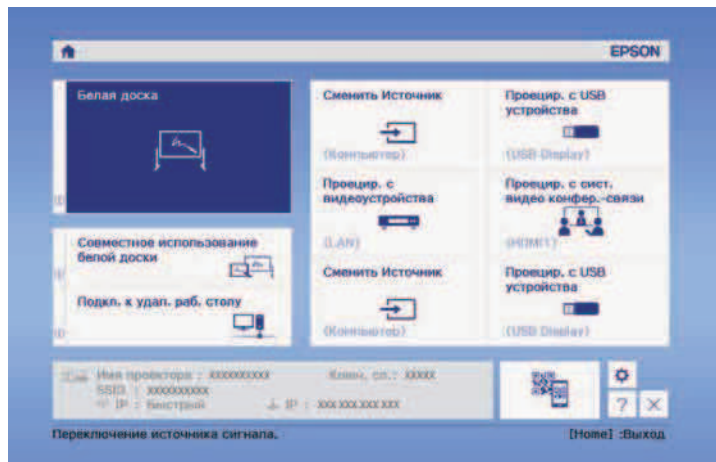 EPSON
Белая доска
Сменить Источник
(Компьютер)
Проецир. с USB
устройства
(USB Display)
Проецир. с
видеоустройства
(LAN)
Проецир. с сист.
видео конфер.-связи
(HDMI1)
Совместное использование
белой доски
Подкл. к удал. раб. столу
Сменить Источник
(Компьютер)
Проецир. с USB
устройства
(USB Display)
Имя проектора : XXXXXXXXXX
Ключ. сл.: XXXXX
SSID : XXXXXXXXXX
IP : Быстрый
IP : XXX.XXX.XXX.XXX
?
Переключение источника сигнала.
[Home] :Выход